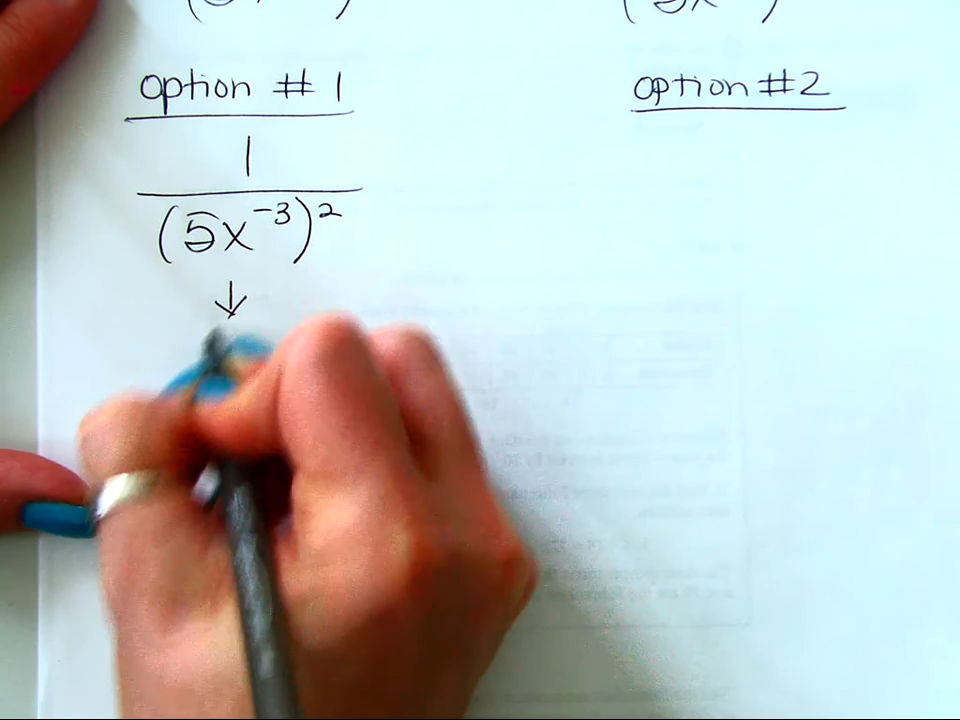 option # 1
option #2
1
(5x⁻³)²
↓